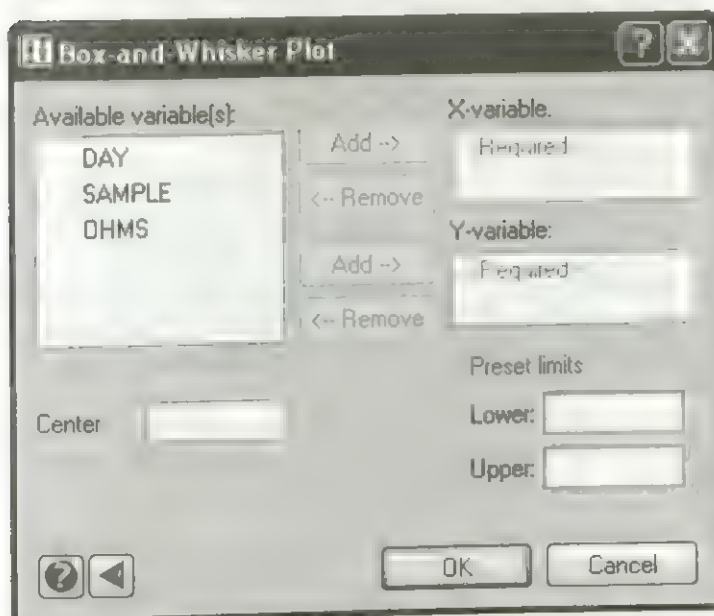 Box-and-Whisker Plot
Available variable(s):
DAY
SAMPLE
OHMS
Add -->
<-- Remove
Add -->
<-- Remove
X-variable.
Required
Y-variable:
Required
Center
Preset limits
Lower:
Upper:
OK
Cancel